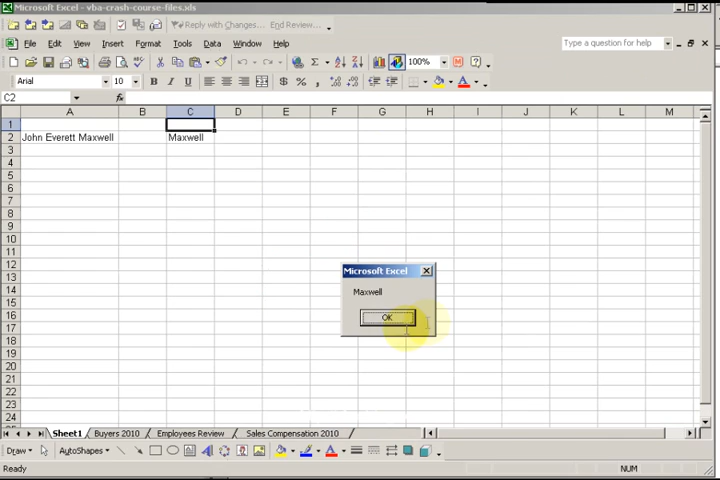 Microsoft Excel - vba-crash-course-files.xls
Reply with Changes... End Review...
File Edit View Insert Format Tools Data Window Help Type a question for help
100%
Arial 10 B I U $ %
C2 fx
A B C D E F G H I J K L M
1
2 John Everett Maxwell Maxwell
3
4
5
6
7
8
9
10
11
12
Microsoft Excel
13
14 Maxwell
15
16 OK
17
18
19
20
21
22
23
24
Sheet1 Buyers 2010 Employees Review Sales Compensation 2010
Draw AutoShapes
Ready NUM